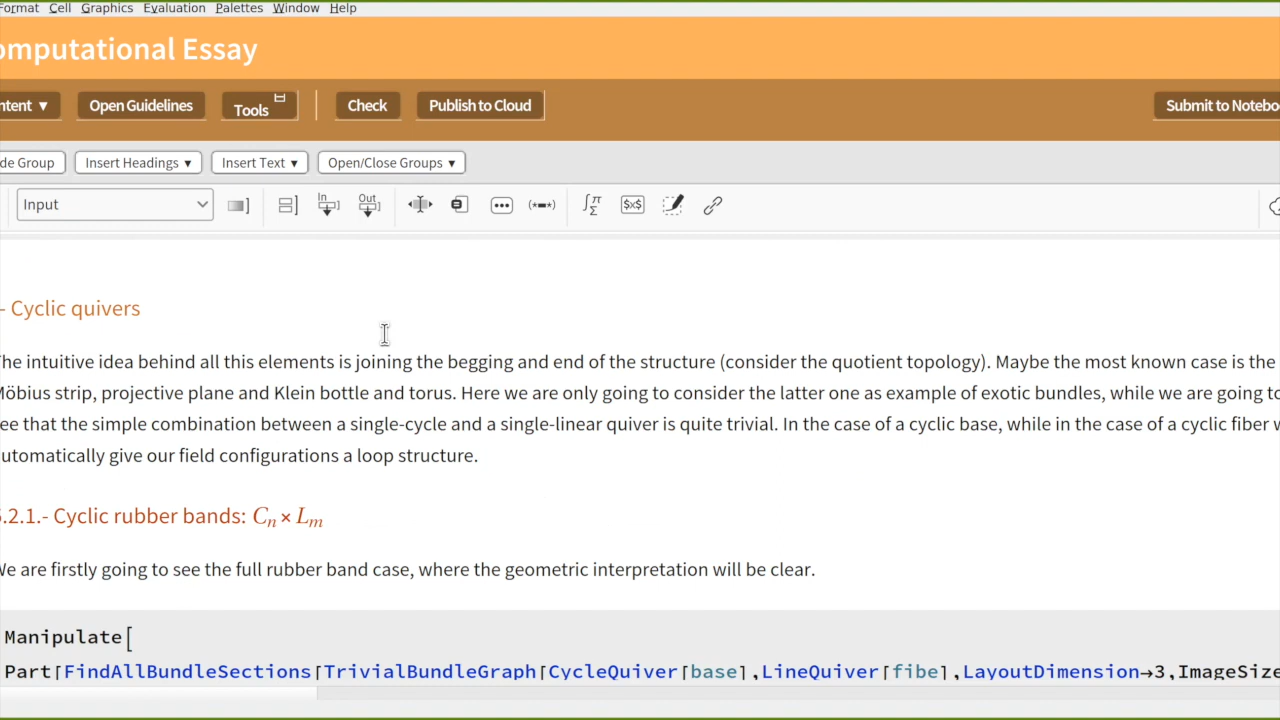 Format Cell Graphics Evaluation Palettes Window Help
omputational Essay
ntent ▼ Open Guidelines Tools Check Publish to Cloud Submit to Notebo
de Group Insert Headings ▼ Insert Text ▼ Open/Close Groups ▼
Input In Out ∫π Σ $x$
- Cyclic quivers
The intuitive idea behind all this elements is joining the begging and end of the structure (consider the quotient topology). Maybe the most known case is the
Möbius strip, projective plane and Klein bottle and torus. Here we are only going to consider the latter one as example of exotic bundles, while we are going to
ee that the simple combination between a single-cycle and a single-linear quiver is quite trivial. In the case of a cyclic base, while in the case of a cyclic fiber w
utomatically give our field configurations a loop structure.
5.2.1.- Cyclic rubber bands: Cn × Lm
We are firstly going to see the full rubber band case, where the geometric interpretation will be clear.
Manipulate[
Part[FindAllBundleSections[TrivialBundleGraph[CycleQuiver[base],LineQuiver[fibe],LayoutDimension→3,ImageSize